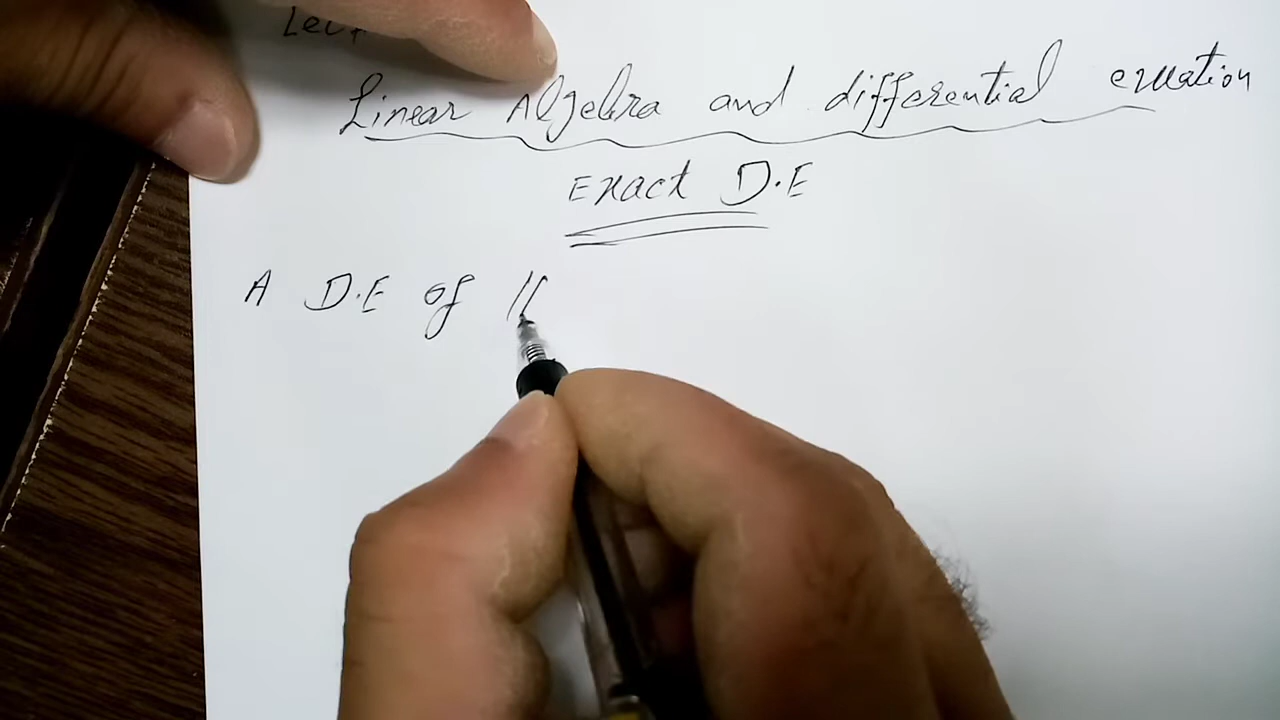 Linear Algebra and differential equation
Exact D.E
A D.E of